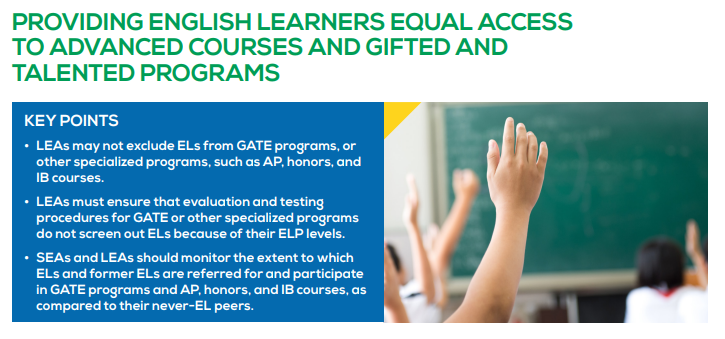 PROVIDING ENGLISH LEARNERS EQUAL ACCESS
TO ADVANCED COURSES AND GIFTED AND
TALENTED PROGRAMS
KEY POINTS
• LEAs may not exclude ELs from GATE programs, or
other specialized programs, such as AP, honors, and
IB courses.
• LEAs must ensure that evaluation and testing
procedures for GATE or other specialized programs
do not screen out ELs because of their ELP levels.
• SEAs and LEAs should monitor the extent to which
ELs and former ELs are referred for and participate
in GATE programs and AP, honors, and IB courses, as
compared to their never-EL peers.